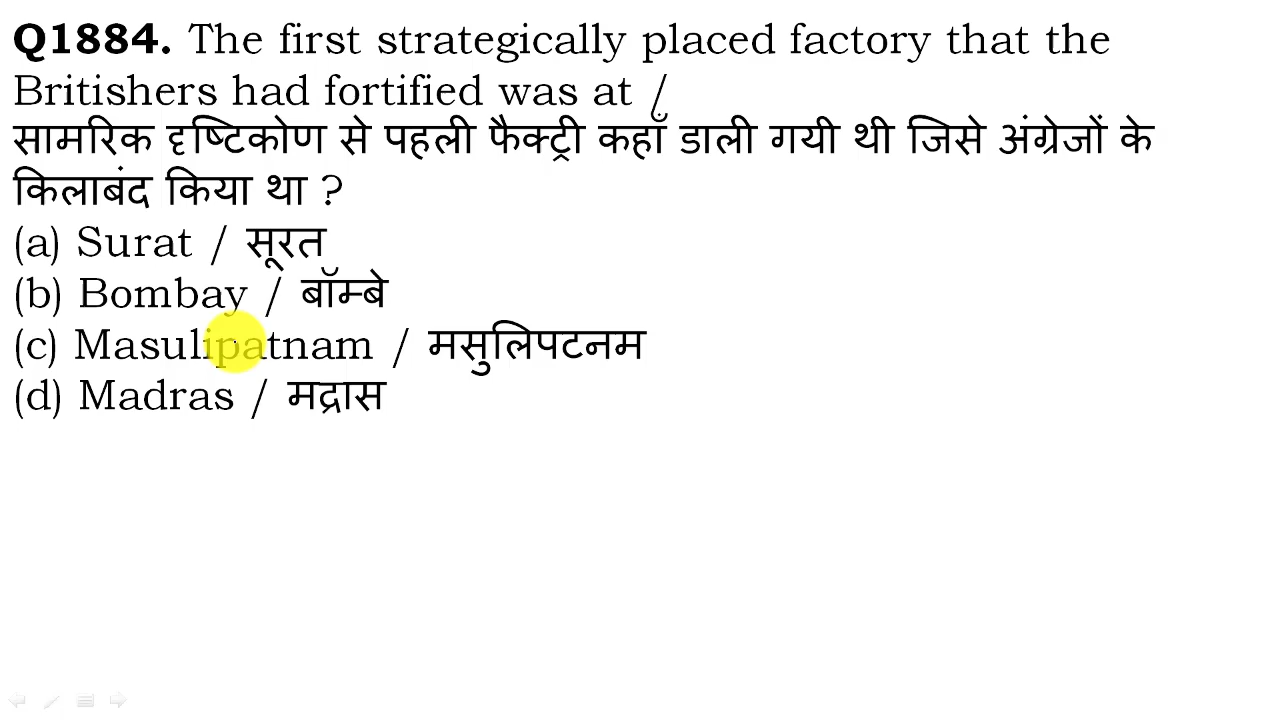 Q1884. The first strategically placed factory that the
Britishers had fortified was at /
सामरिक दृष्टिकोण से पहली फैक्ट्री कहाँ डाली गयी थी जिसे अंग्रेजों के
किलाबंद किया था ?
(a) Surat / सूरत
(b) Bombay / बॉम्बे
(c) Masulipatnam / मसुलिपटनम
(d) Madras / मद्रास